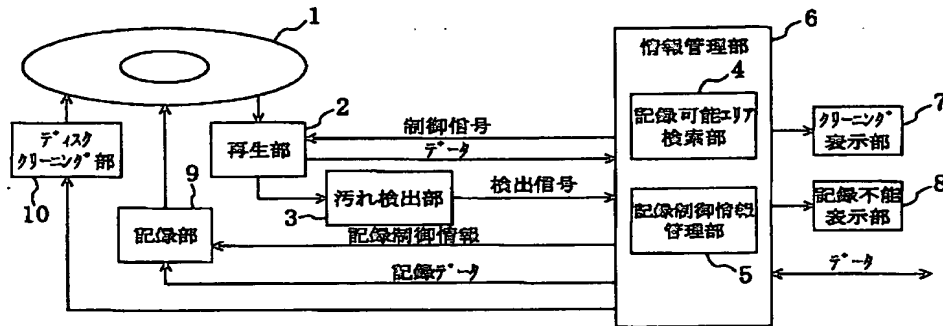 1
6
情報管理部
4
2
7
制御信号
記録可能エリア
検索部
クリーニング
表示部
ディスク
クリーニング部
再生部
データ
10
9
汚れ検出部
検出信号
3
8
記録制御情報
管理部
記録不能
表示部
記録部
記録制御情報
5
記録データ
データ